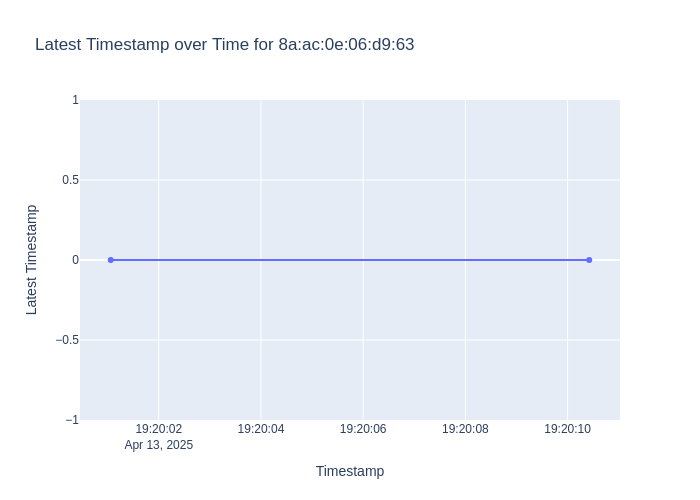 Latest Timestamp over Time for 8a:ac:0e:06:d9:63
1
0.5
0
−0.5
−1
Latest Timestamp
19:20:02 19:20:04 19:20:06 19:20:08 19:20:10
Apr 13, 2025
Timestamp